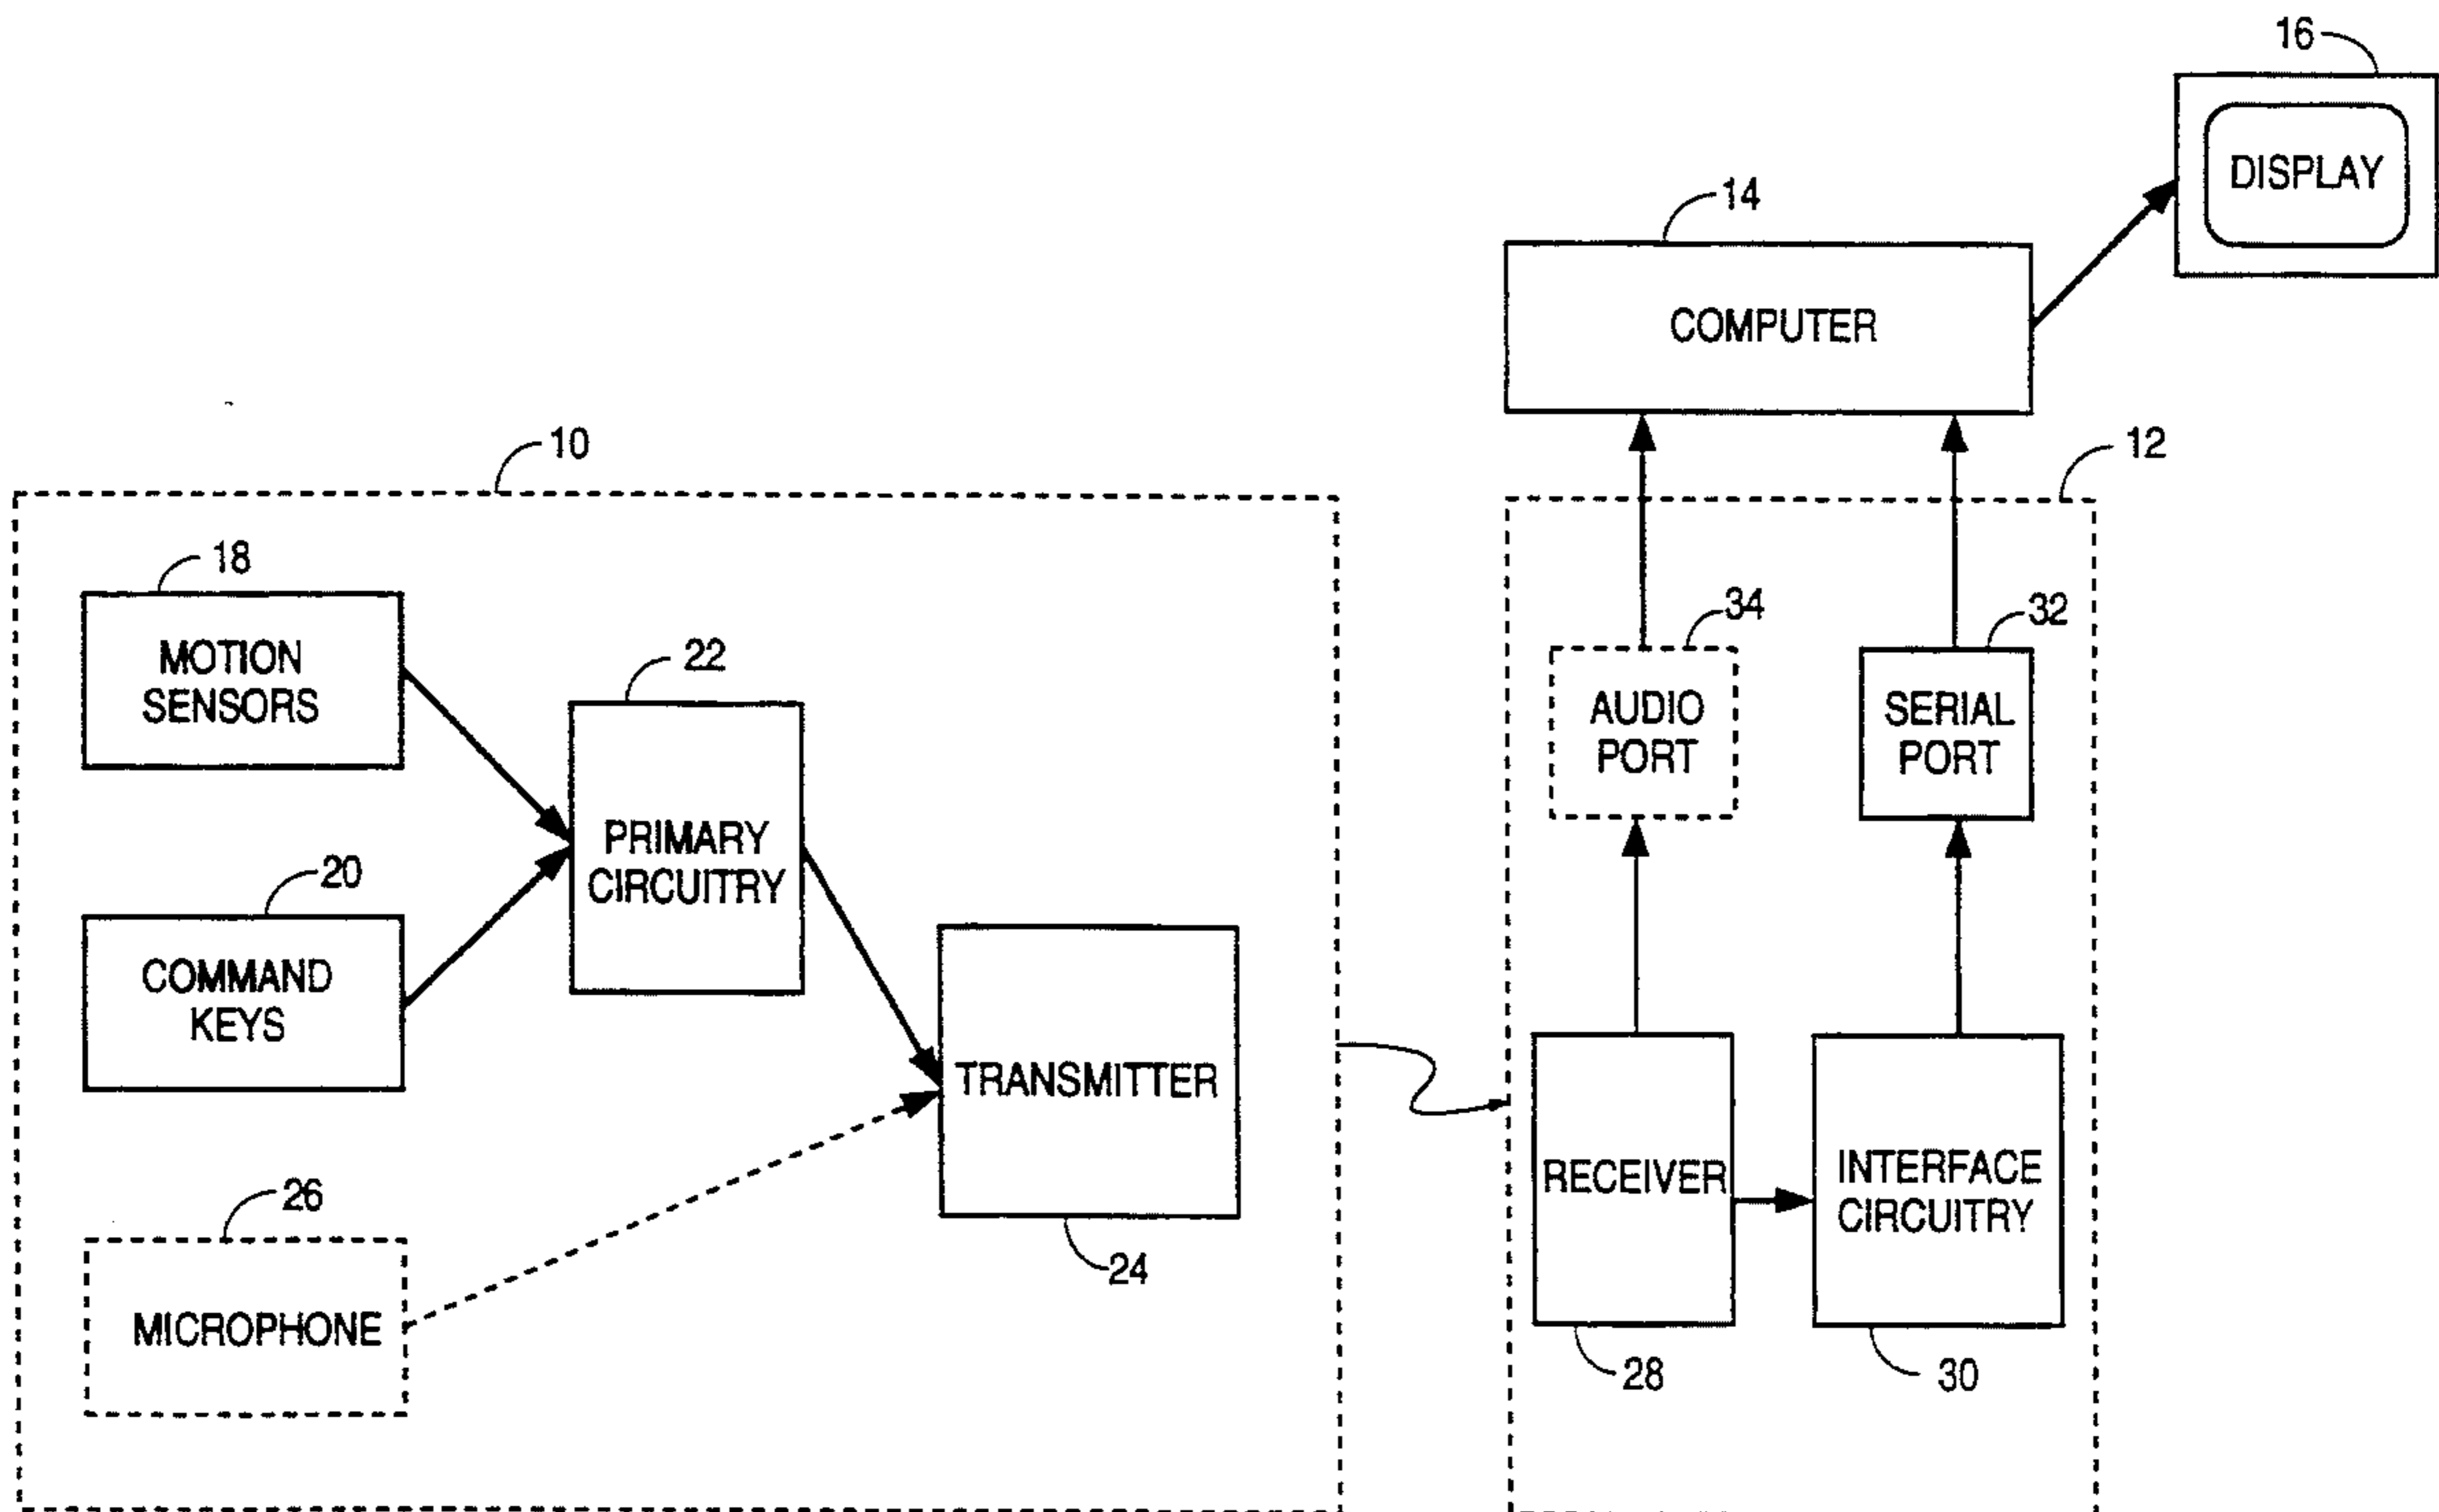 16
DISPLAY
14
COMPUTER
10
12
18
MOTION
SENSORS
22
34
32
AUDIO
PORT
SERIAL
PORT
PRIMARY
CIRCUITRY
20
COMMAND
KEYS
TRANSMITTER
24
26
MICROPHONE
RECEIVER
INTERFACE
CIRCUITRY
28
30